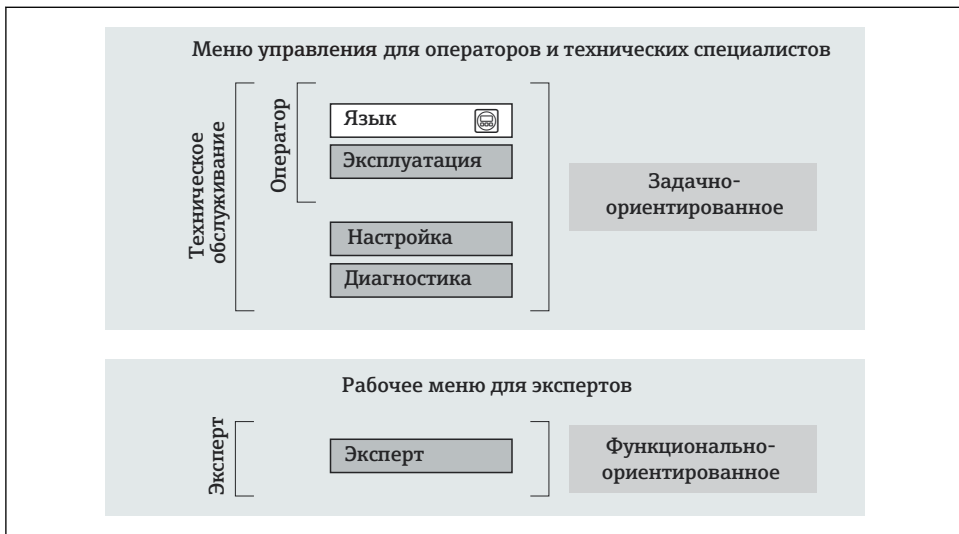 Меню управления для операторов и технических специалистов
Техническое
обслуживание
Оператор
Язык
Эксплуатация
Настройка
Диагностика
Задачно-
ориентированное
Рабочее меню для экспертов
Эксперт
Эксперт
Функционально-
ориентированное